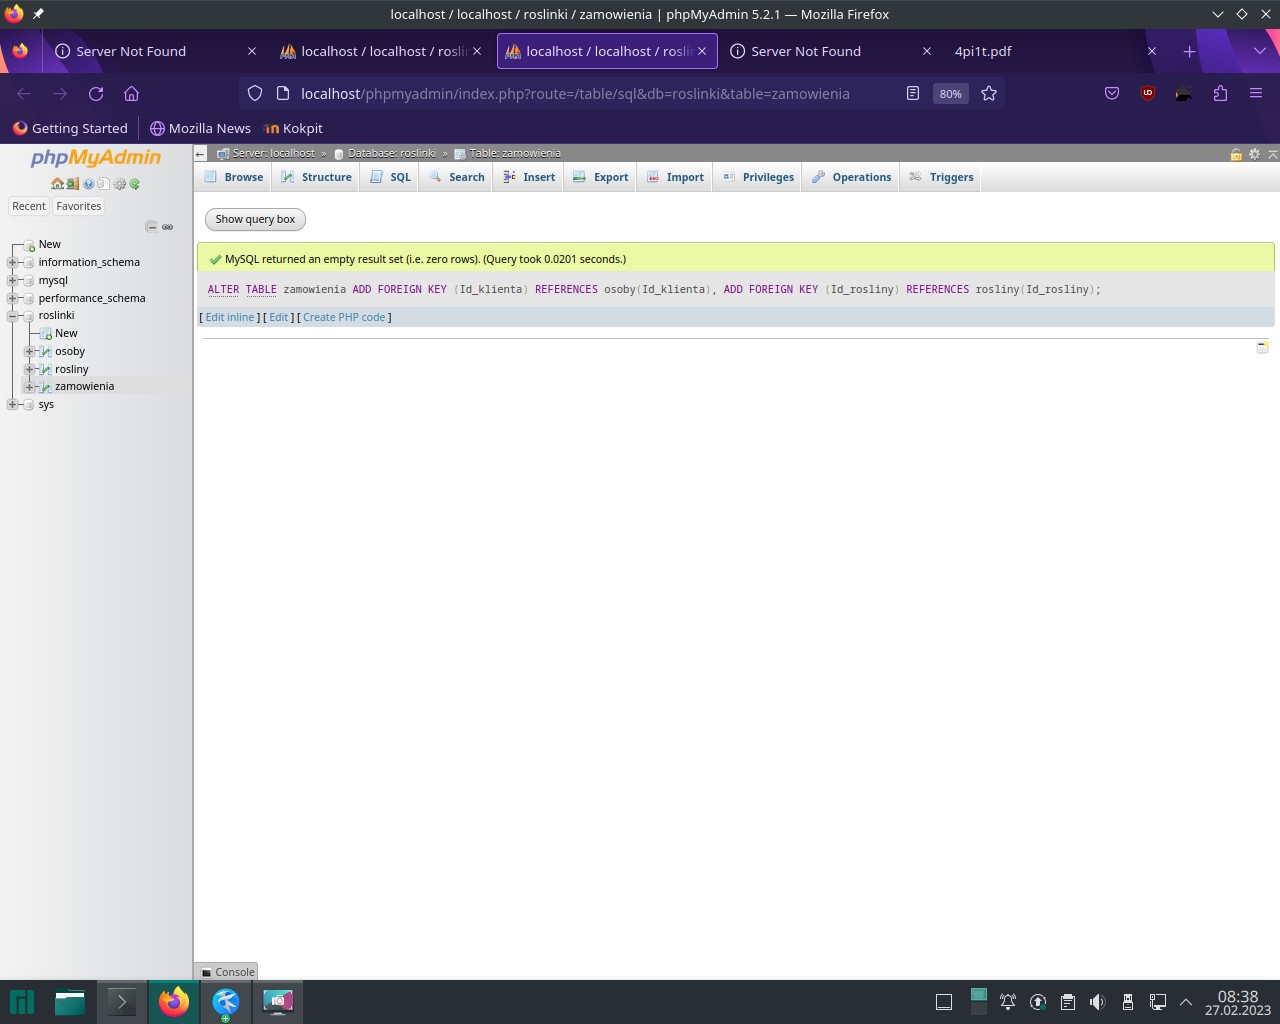 localhost / localhost / roslinki / zamowienia | phpMyAdmin 5.2.1 — Mozilla Firefox
Server Not Found
localhost / localhost / rosli
localhost / localhost / rosli
Server Not Found
4pi1t.pdf
localhost/phpmyadmin/index.php?route=/table/sql&db=roslinki&table=zamowienia
80%
Getting Started
Mozilla News
Kokpit
phpMyAdmin
Recent
Favorites
New
information_schema
mysql
performance_schema
roslinki
New
osoby
rosliny
zamowienia
sys
Server: localhost » Database: roslinki » Table: zamowienia
Browse
Structure
SQL
Search
Insert
Export
Import
Privileges
Operations
Triggers
Show query box
MySQL returned an empty result set (i.e. zero rows). (Query took 0.0201 seconds.)
ALTER TABLE zamowienia ADD FOREIGN KEY (Id_klienta) REFERENCES osoby(Id_klienta), ADD FOREIGN KEY (Id_rosliny) REFERENCES rosliny(Id_rosliny);
[ Edit inline ] [ Edit ] [ Create PHP code ]
Console
08:38
27.02.2023